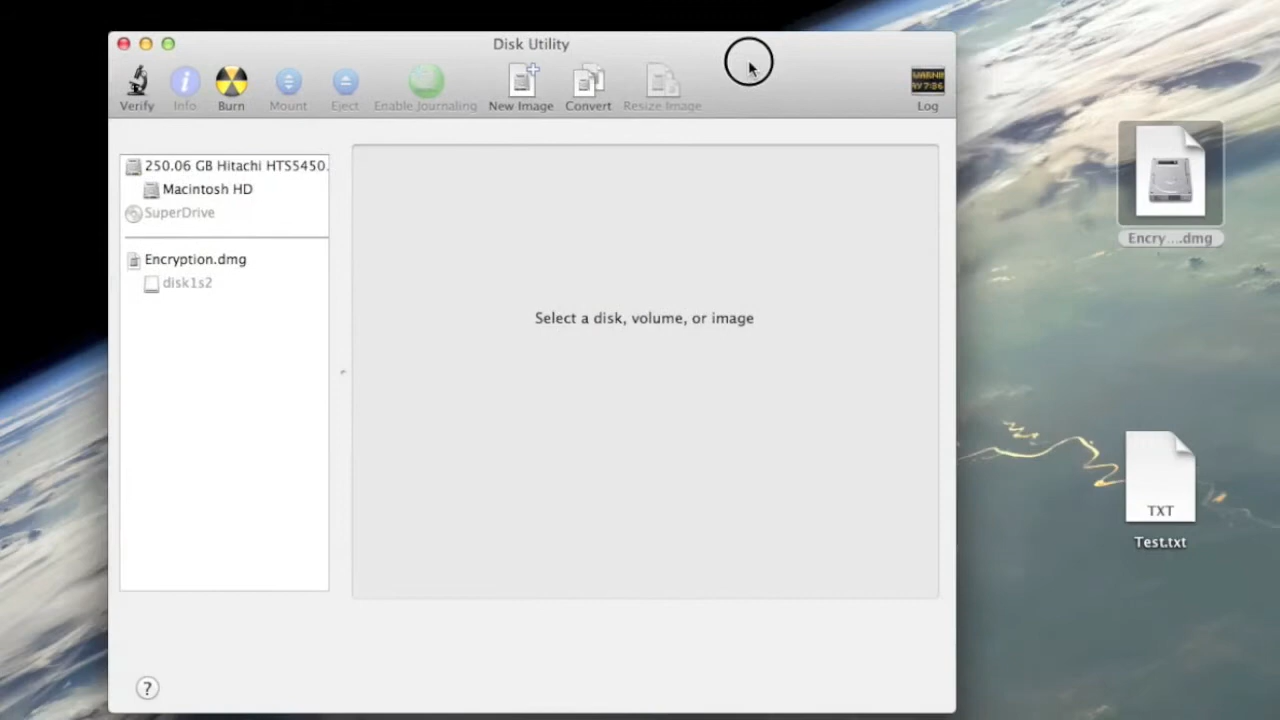 Disk Utility
Verify
Info
Burn
Mount
Eject
Enable Journaling
New Image
Convert
Resize Image
Log
250.06 GB Hitachi HTS5450.
Macintosh HD
SuperDrive
Encryption.dmg
disk1s2
Select a disk, volume, or image
?
Encry....dmg
TXT
Test.txt